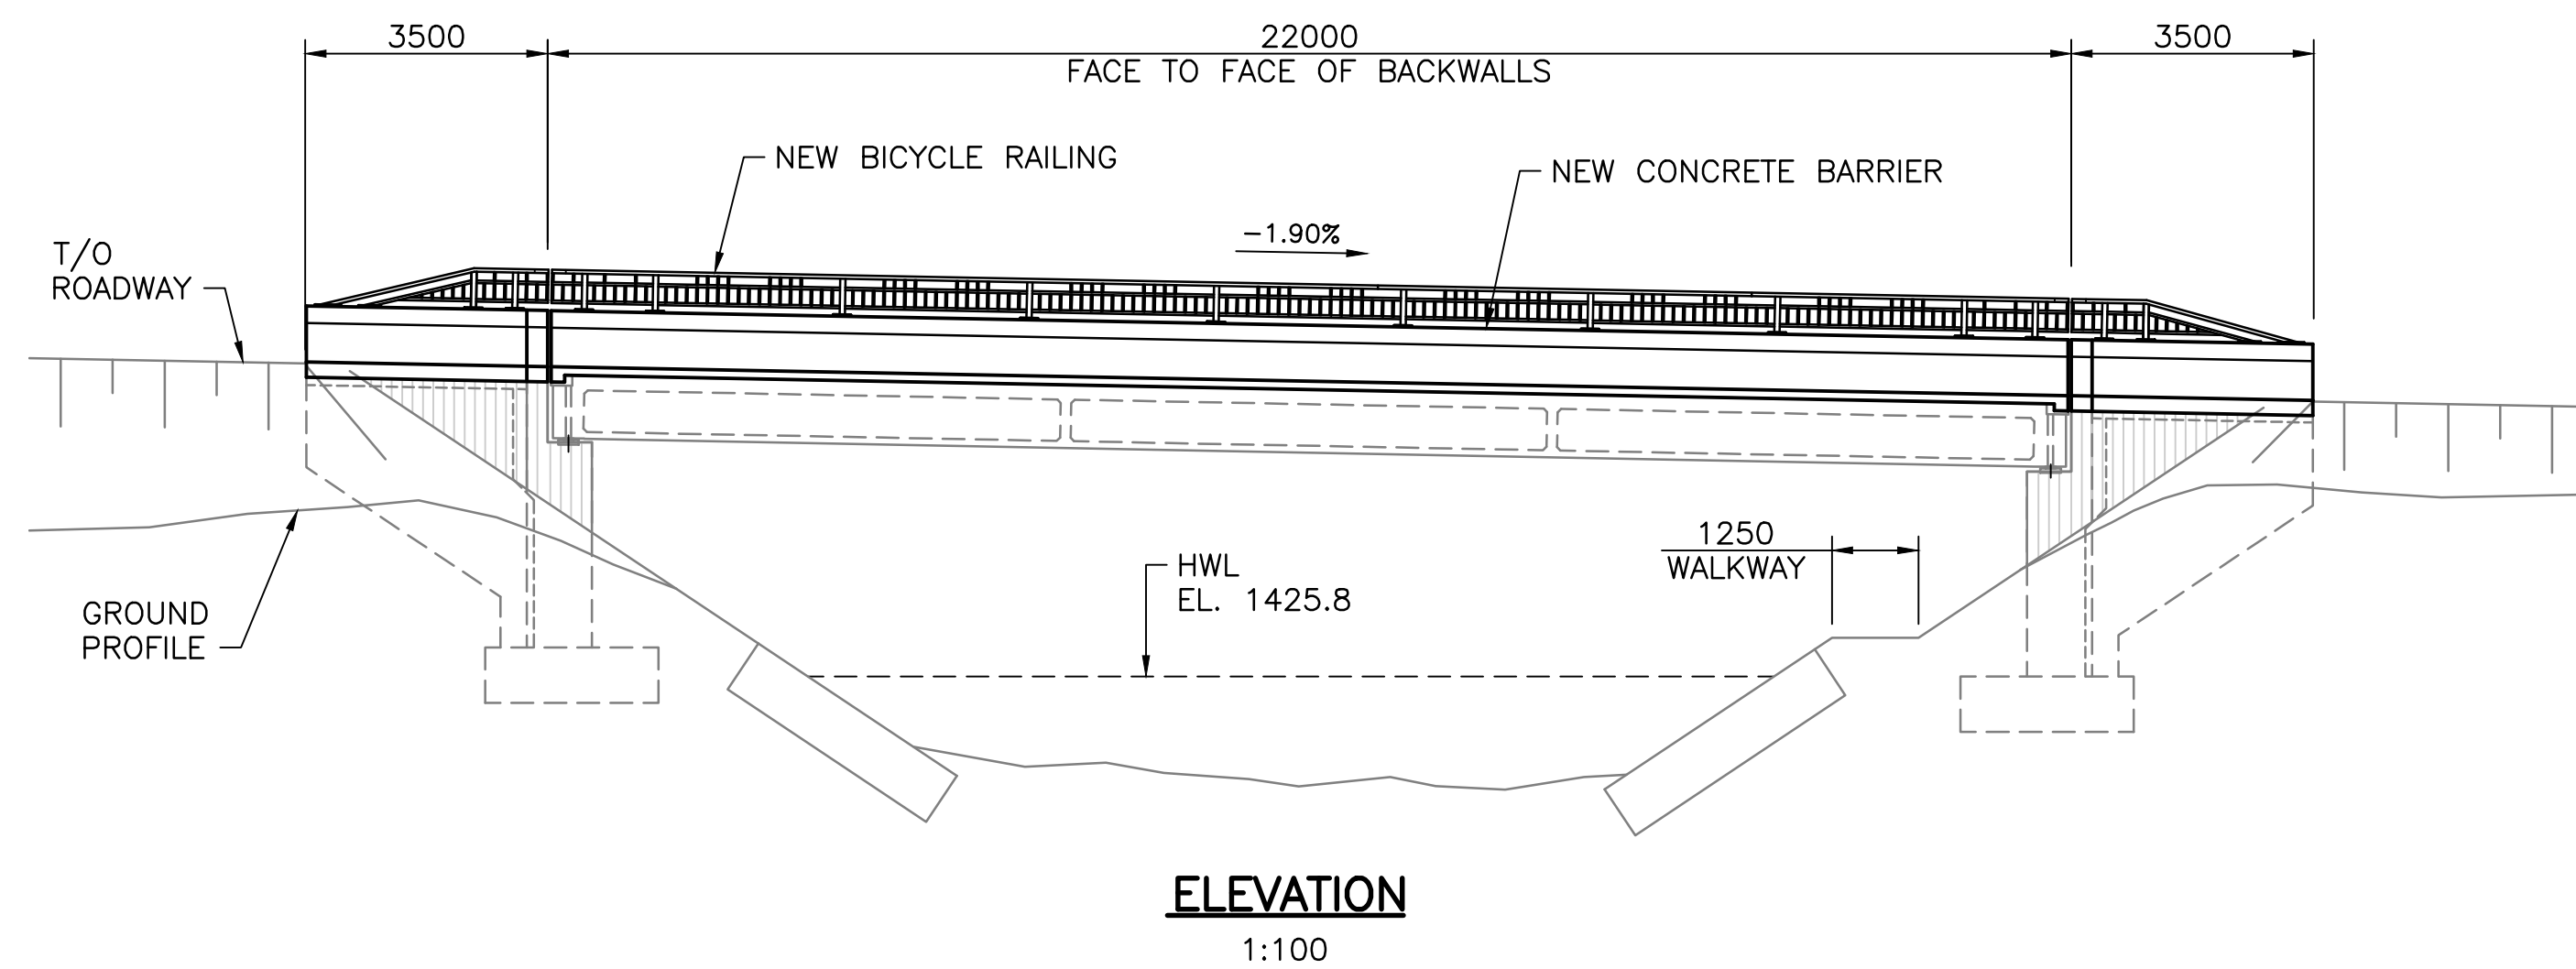 3500
22000
3500
FACE TO FACE OF BACKWALLS
NEW BICYCLE RAILING
NEW CONCRETE BARRIER
-1.90%
T/O
ROADWAY
1250
WALKWAY
HWL
EL. 1425.8
GROUND
PROFILE
ELEVATION
1:100